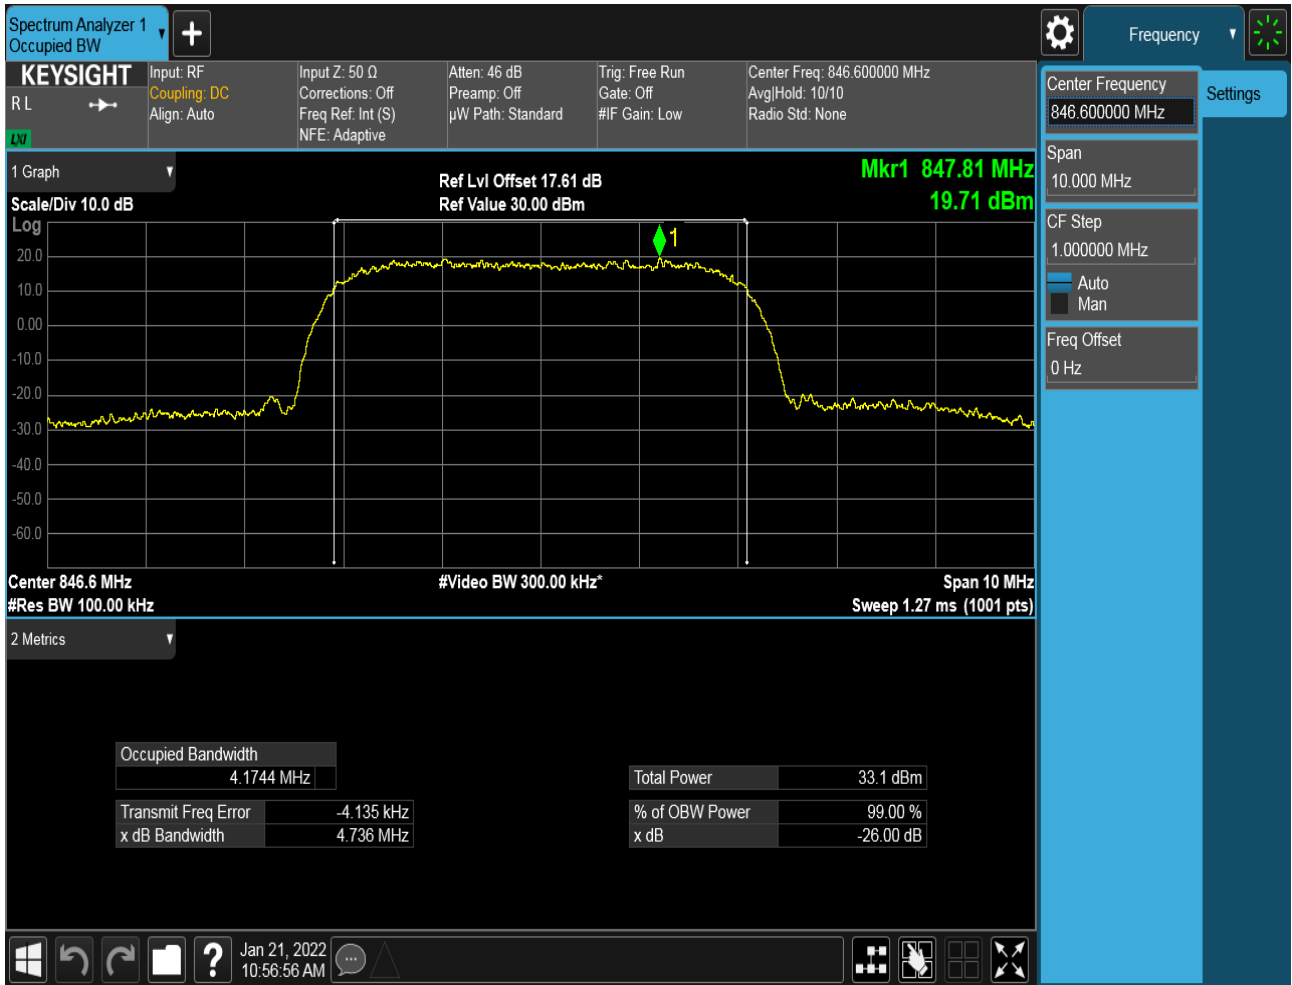 Spectrum Analyzer 1
Occupied BW
+
Frequency
KEYSIGHT
R L
LXI
Input: RF
Coupling: DC
Align: Auto
Input Z: 50 Ω
Corrections: Off
Freq Ref: Int (S)
NFE: Adaptive
Atten: 46 dB
Preamp: Off
µW Path: Standard
Trig: Free Run
Gate: Off
#IF Gain: Low
Center Freq: 846.600000 MHz
Avg|Hold: 10/10
Radio Std: None
Center Frequency
846.600000 MHz
Settings
Span
10.000 MHz
CF Step
1.000000 MHz
Auto
Man
Freq Offset
0 Hz
1 Graph
Scale/Div 10.0 dB
Ref Lvl Offset 17.61 dB
Ref Value 30.00 dBm
Mkr1 847.81 MHz
19.71 dBm
Log
1
20.0
10.0
0.00
-10.0
-20.0
-30.0
-40.0
-50.0
-60.0
Center 846.6 MHz
#Video BW 300.00 kHz*
Span 10 MHz
#Res BW 100.00 kHz
Sweep 1.27 ms (1001 pts)
2 Metrics
Occupied Bandwidth
4.1744 MHz
Total Power 33.1 dBm
Transmit Freq Error -4.135 kHz
% of OBW Power 99.00 %
x dB Bandwidth 4.736 MHz
x dB -26.00 dB
?
Jan 21, 2022
10:56:56 AM